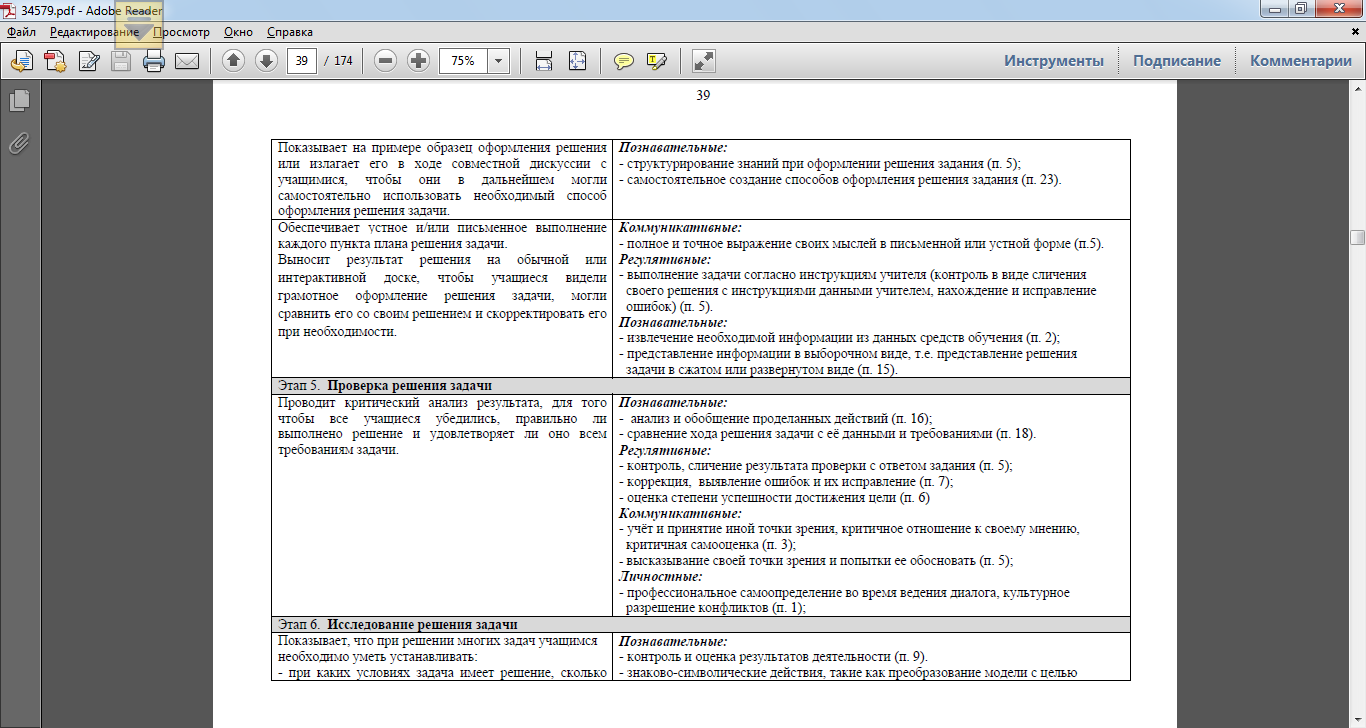 34579.pdf - Adobe Reader
Файл Редактирование Просмотр Окно Справка
39 / 174 75% Инструменты Подписание Комментарии
39
Показывает на примере образец оформления решения
или излагает его в ходе совместной дискуссии с
учащимися, чтобы они в дальнейшем могли
самостоятельно использовать необходимый способ
оформления решения задачи.
Познавательные:
- структурирование знаний при оформлении решения задания (п. 5);
- самостоятельное создание способов оформления решения задания (п. 23).
Обеспечивает устное и/или письменное выполнение
каждого пункта плана решения задачи.
Выносит результат решения на обычной или
интерактивной доске, чтобы учащиеся видели
грамотное оформление решения задачи, могли
сравнить его со своим решением и скорректировать его
при необходимости.
Коммуникативные:
- полное и точное выражение своих мыслей в письменной или устной форме (п.5).
Регулятивные:
- выполнение задачи согласно инструкциям учителя (контроль в виде сличения
своего решения с инструкциями данными учителем, нахождение и исправление
ошибок) (п. 5).
Познавательные:
- извлечение необходимой информации из данных средств обучения (п. 2);
- представление информации в выборочном виде, т.е. представление решения
задачи в сжатом или развернутом виде (п. 15).
Этап 5. Проверка решения задачи
Проводит критический анализ результата, для того
чтобы все учащиеся убедились, правильно ли
выполнено решение и удовлетворяет ли оно всем
требованиям задачи.
Познавательные:
- анализ и обобщение проделанных действий (п. 16);
- сравнение хода решения задачи с её данными и требованиями (п. 18).
Регулятивные:
- контроль, сличение результата проверки с ответом задания (п. 5);
- коррекция, выявление ошибок и их исправление (п. 7);
- оценка степени успешности достижения цели (п. 6)
Коммуникативные:
- учёт и принятие иной точки зрения, критичное отношение к своему мнению,
критичная самооценка (п. 3);
- высказывание своей точки зрения и попытки ее обосновать (п. 5);
Личностные:
- профессиональное самоопределение во время ведения диалога, культурное
разрешение конфликтов (п. 1);
Этап 6. Исследование решения задачи
Показывает, что при решении многих задач учащимся
необходимо уметь устанавливать:
- при каких условиях задача имеет решение, сколько
Познавательные:
- контроль и оценка результатов деятельности (п. 9).
- знаково-символические действия, такие как преобразование модели с целью